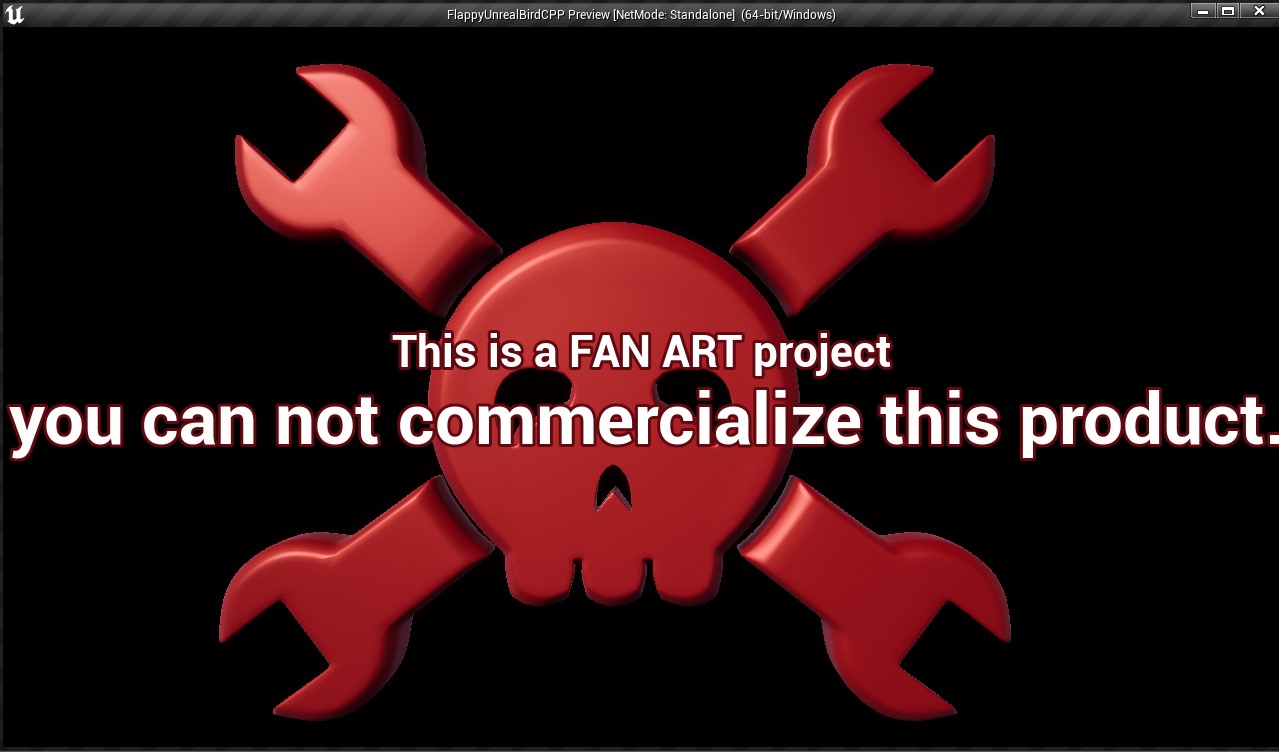 FlappyUnrealBirdCPP Preview [NetMode: Standalone] (64-bit/Windows)
This is a FAN ART project
you can not commercialize this product.